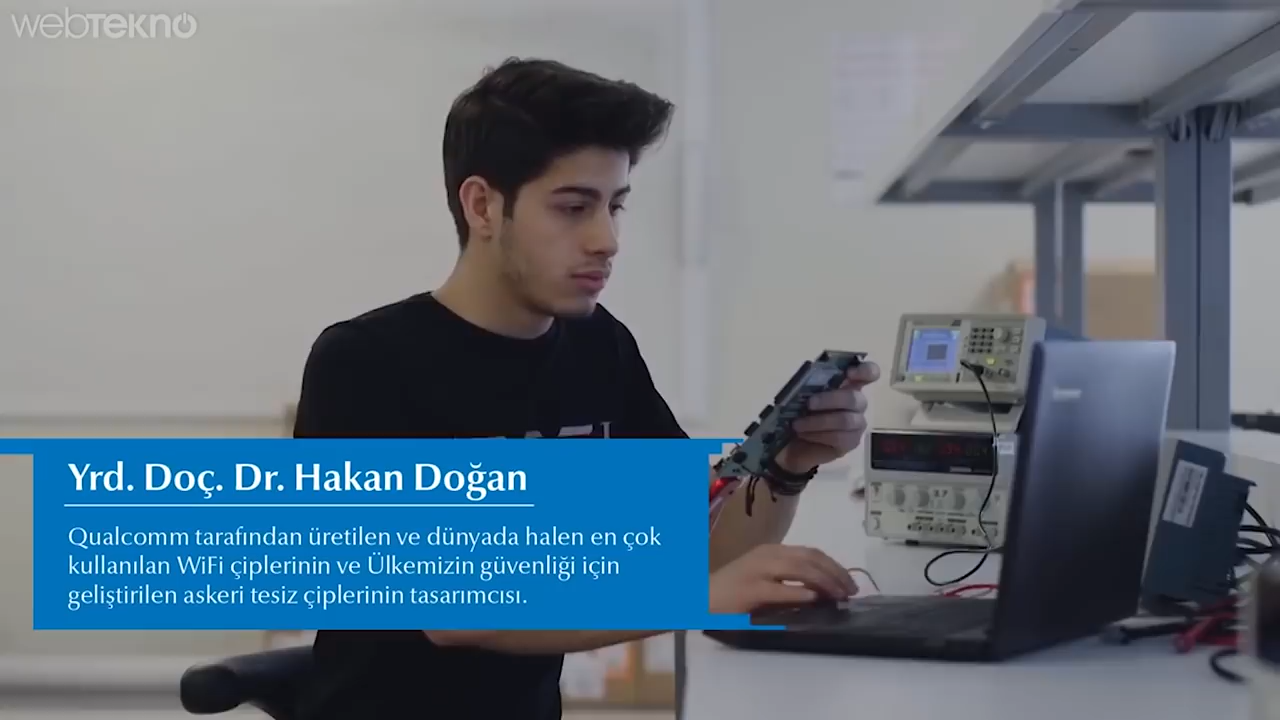 webTEKNO
Yrd. Doç. Dr. Hakan Doğan
Qualcomm tarafından üretilen ve dünyada halen en çok
kullanılan WiFi çiplerinin ve Ülkemizin güvenliği için
geliştirilen askeri tesiz çiplerinin tasarımcısı.